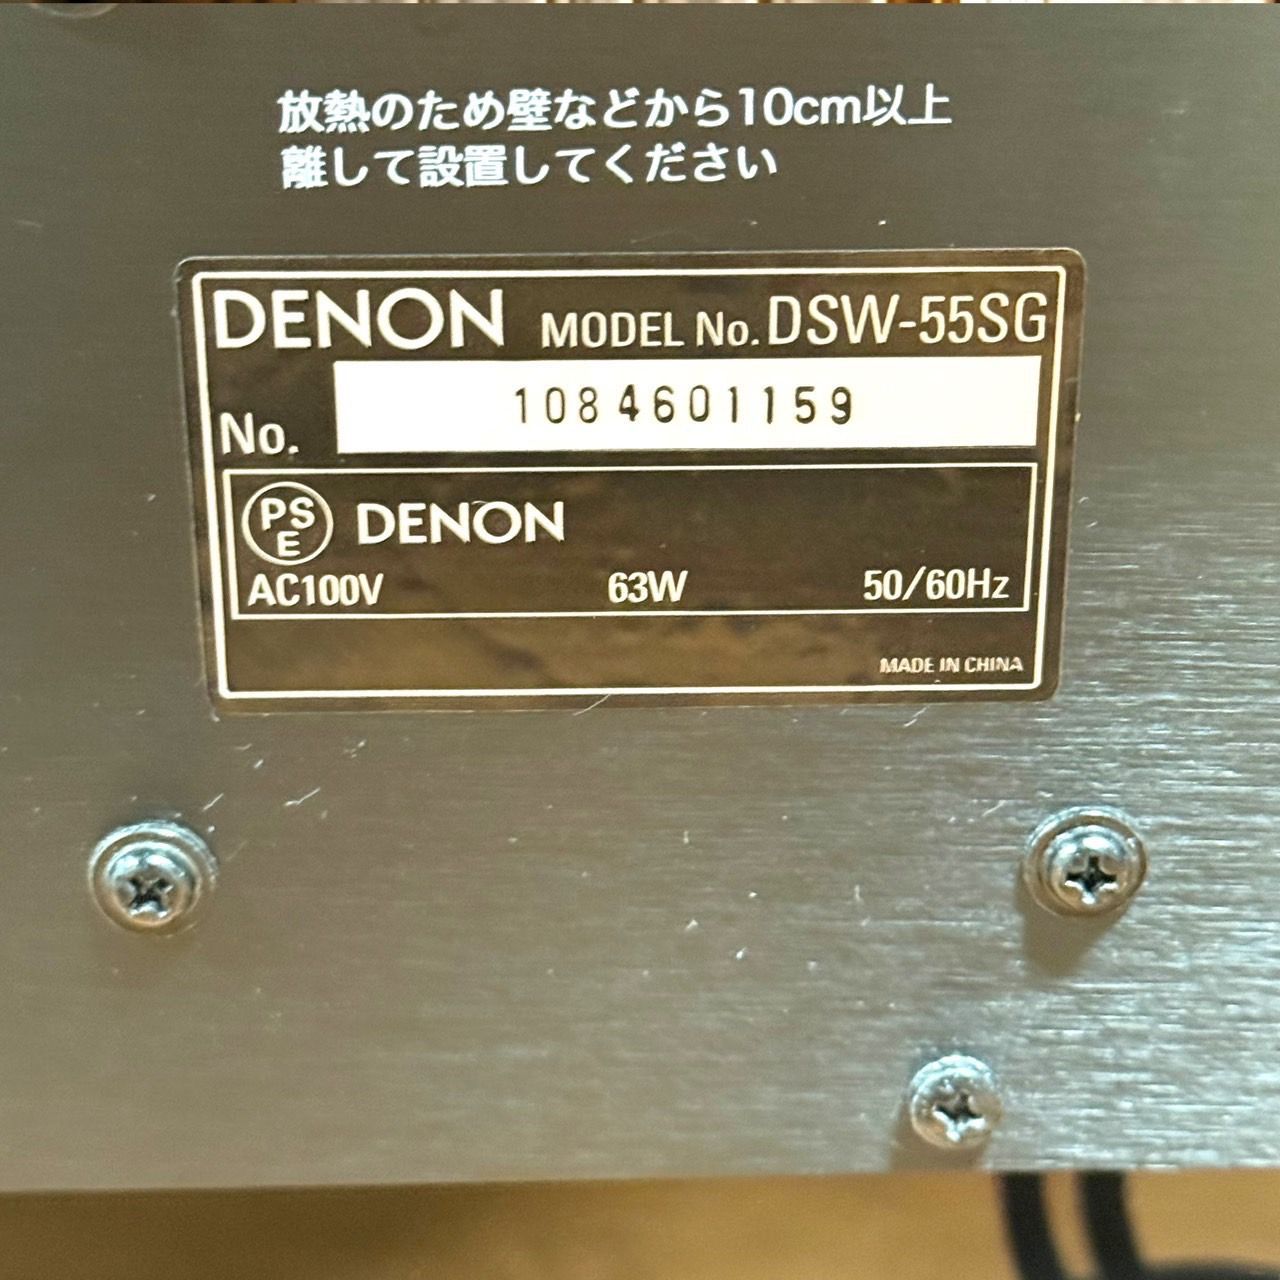 放熱のため壁などから10cm以上
離して設置してください
DENON MODEL No. DSW-55SG
No. 1084601159
PSE DENON
AC100V 63W 50/60Hz
MADE IN CHINA